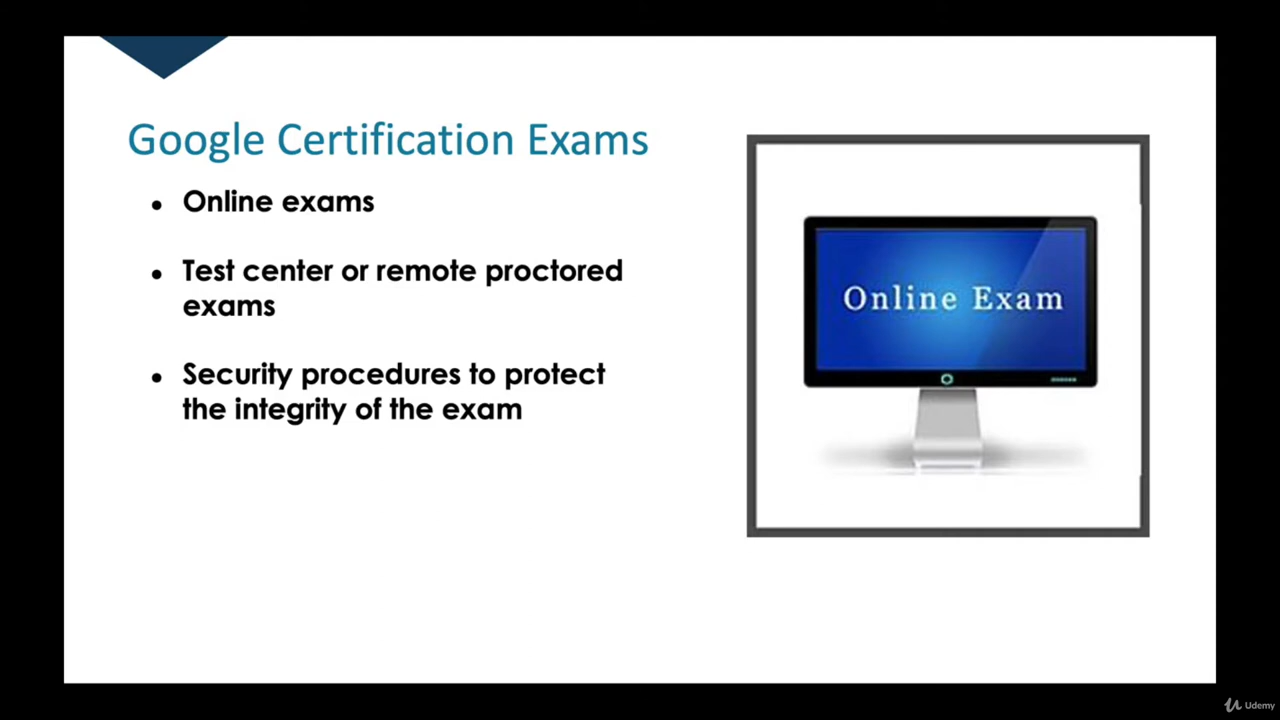 Google Certification Exams
● Online exams
● Test center or remote proctored
exams
● Security procedures to protect
the integrity of the exam
Online Exam
Udemy